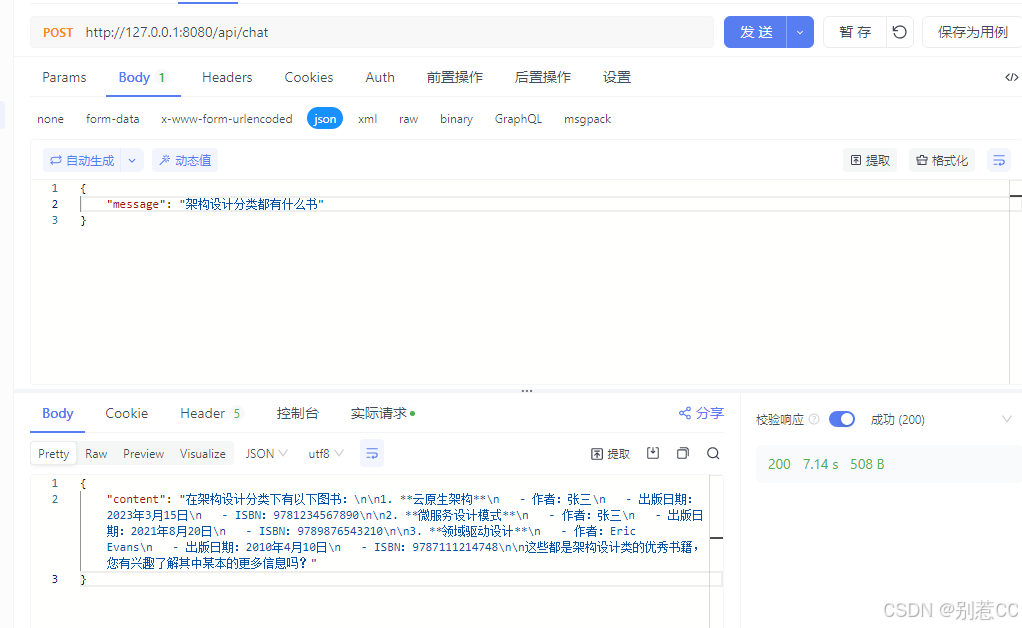 POST http://127.0.0.1:8080/api/chat 发 送 暂 存 保存为用例
Params Body 1 Headers Cookies Auth 前置操作 后置操作 设置 </>
none form-data x-www-form-urlencoded json xml raw binary GraphQL msgpack
自动生成 动态值 提取 格式化
1 {
2 "message": "架构设计分类都有什么书"
3 }
Body Cookie Header 5 控制台 实际请求 分享 校验响应 成功 (200)
Pretty Raw Preview Visualize JSON utf8 提取
200 7.14 s 508 B
1 {
2 "content": "在架构设计分类下有以下图书：\n\n1. **云原生架构**\n   - 作者：张三\n   - 出版日期：
2023年3月15日\n   - ISBN：9781234567890\n\n2. **微服务设计模式**\n   - 作者：张三\n   - 出版日
期：2021年8月20日\n   - ISBN：9789876543210\n\n3. **领域驱动设计**\n   - 作者：Eric
Evans\n   - 出版日期：2010年4月10日\n   - ISBN：9787111214748\n\n这些都是架构设计类的优秀书籍，
您有兴趣了解其中某本的更多信息吗？"
3 }
CSDN @别惹CC